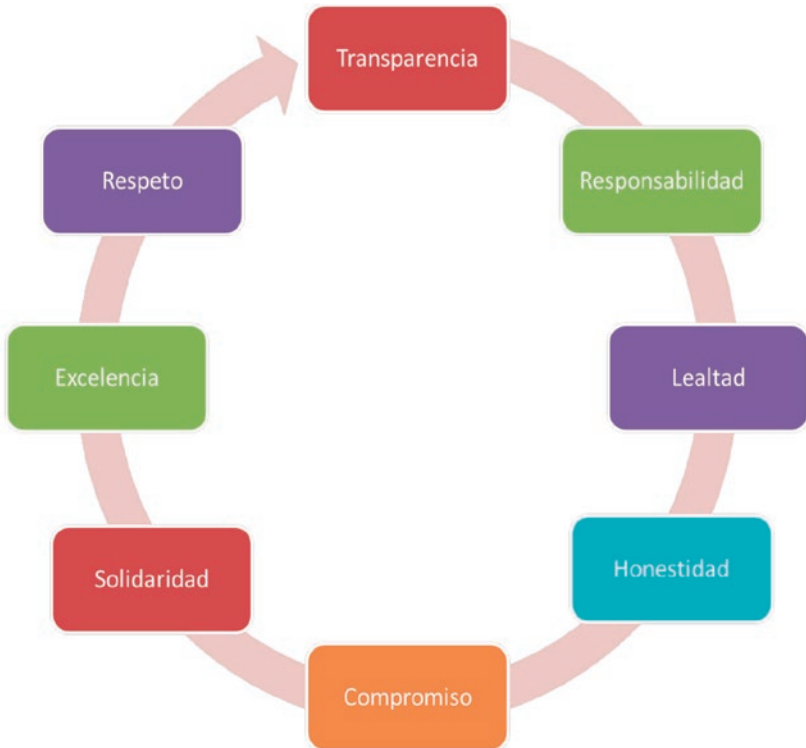 Transparencia
Responsabilidad
Lealtad
Honestidad
Compromiso
Solidaridad
Excelencia
Respeto